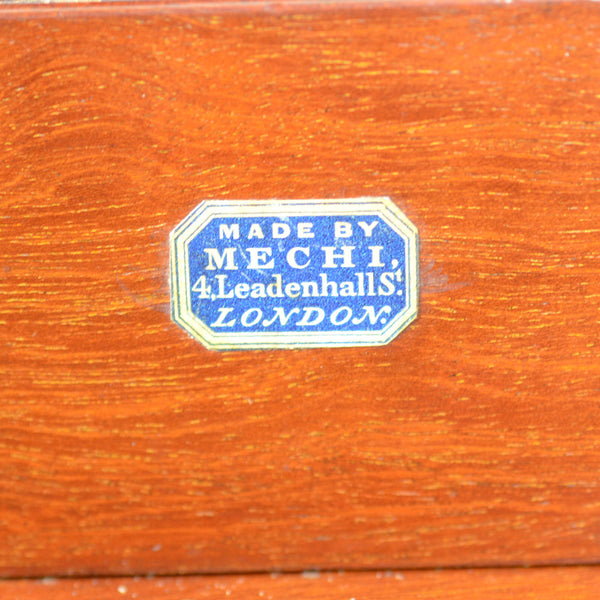 MADE BY
MECHI,
4, Leadenhall St.
LONDON.